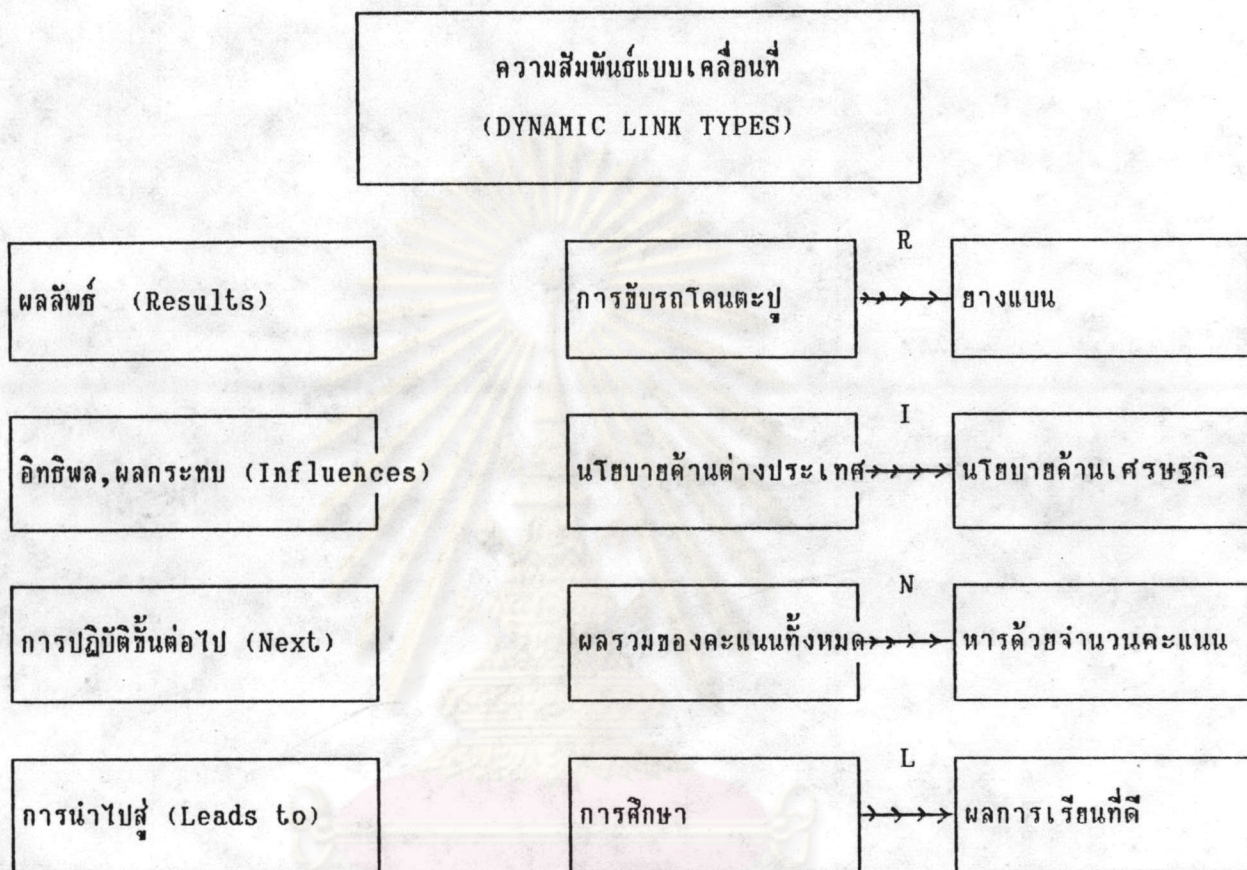 ความสัมพันธ์แบบเคลื่อนที่
(DYNAMIC LINK TYPES)
R
ผลลัพธ์ (Results) การขับรถโดนตะปู ยางแบน
I
อิทธิพล,ผลกระทบ (Influences) นโยบายด้านต่างประเทศ นโยบายด้านเศรษฐกิจ
N
การปฏิบัติขั้นต่อไป (Next) ผลรวมของคะแนนทั้งหมด หารด้วยจำนวนคะแนน
L
การนำไปสู่ (Leads to) การศึกษา ผลการเรียนที่ดี